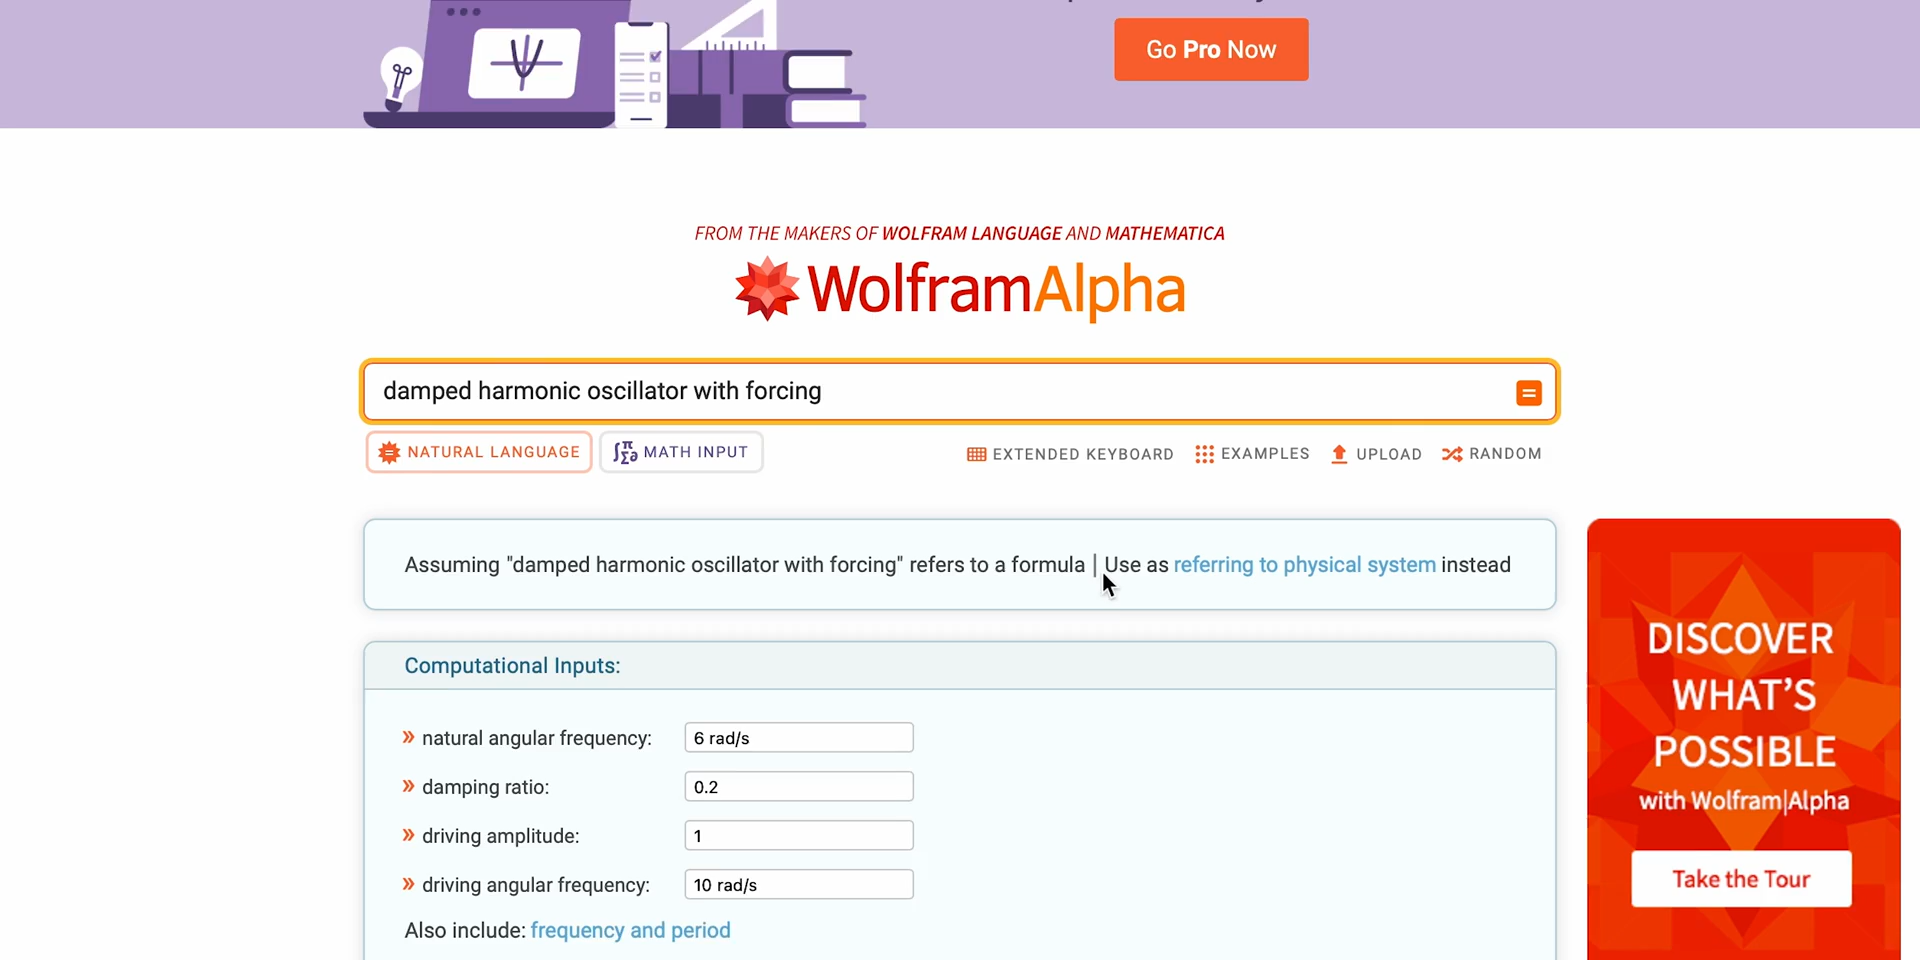 Go Pro Now
FROM THE MAKERS OF WOLFRAM LANGUAGE AND MATHEMATICA
WolframAlpha
damped harmonic oscillator with forcing
NATURAL LANGUAGE
MATH INPUT
EXTENDED KEYBOARD
EXAMPLES
UPLOAD
RANDOM
Assuming "damped harmonic oscillator with forcing" refers to a formula | Use as referring to physical system instead
Computational Inputs:
natural angular frequency: 6 rad/s
damping ratio: 0.2
driving amplitude: 1
driving angular frequency: 10 rad/s
Also include: frequency and period
DISCOVER
WHAT'S
POSSIBLE
with Wolfram|Alpha
Take the Tour